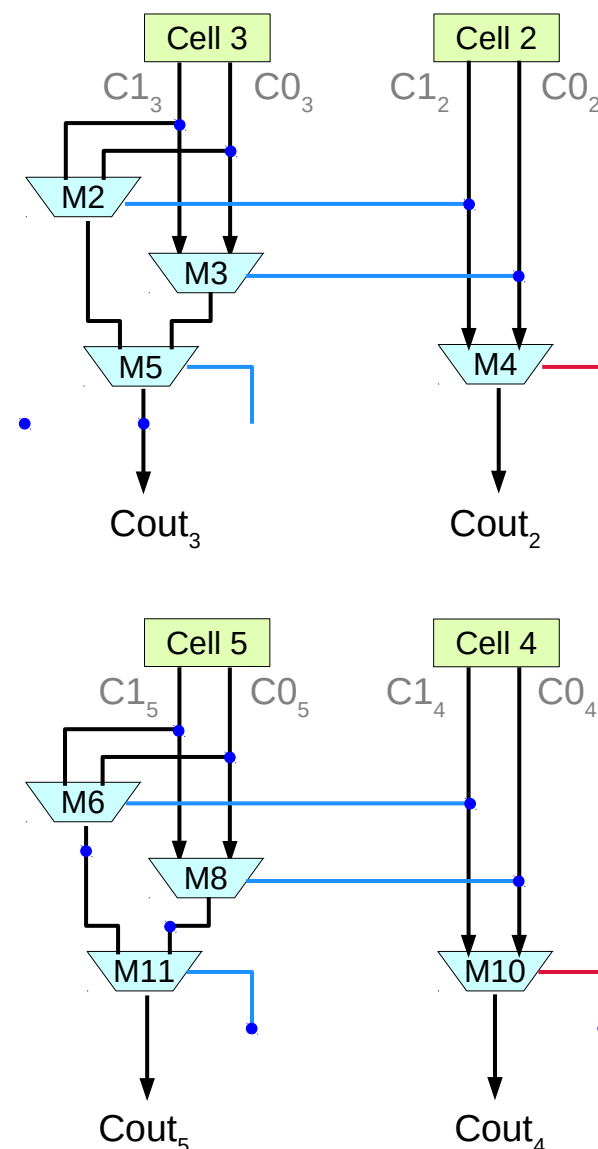 Cell 3 Cell 2
C1₃ C0₃ C1₂ C0₂
M2
M3
M5 M4
Cout₃ Cout₂
Cell 5 Cell 4
C1₅ C0₅ C1₄ C0₄
M6
M8
M11 M10
Cout₅ Cout₄